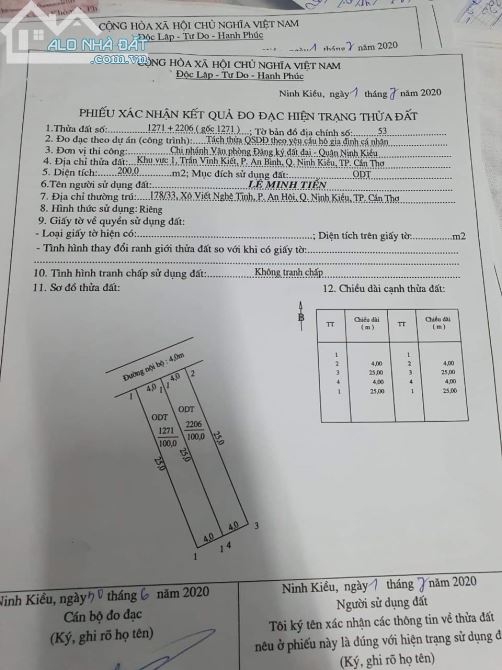 CỘNG HÒA XÃ HỘI CHỦ NGHĨA VIỆT NAM
Độc Lập - Tự Do - Hạnh Phúc
tháng 7 năm 2020
ALO NHÀ ĐẤT
.com.vn
CỘNG HÒA XÃ HỘI CHỦ NGHĨA VIỆT NAM
Độc Lập - Tự Do - Hạnh Phúc
Ninh Kiều, ngày 1 tháng 7 năm 2020
PHIẾU XÁC NHẬN KẾT QUẢ ĐO ĐẠC HIỆN TRẠNG THỬA ĐẤT
1.Thửa đất số: 1271 + 2206 ( gốc 1271 ) ; Tờ bản đồ địa chính số: 53
2. Đo đạc theo dự án (công trình): Tách thửa QSDĐ theo yêu cầu hộ gia đình cá nhân
3. Đơn vị thi công: Chi nhánh Văn phòng Đăng ký đất đai - Quận Ninh Kiều
4. Địa chỉ thửa đất: Khu vực 1, Trần Vĩnh Kiết, P. An Bình, Q. Ninh Kiều, TP. Cần Thơ
5. Diện tích: 200,0 m2; Mục đích sử dụng đất: ODT
6.Tên người sử dụng đất: LÊ MINH TIẾN
7. Địa chỉ thường trú: 178/33, Xô Viết Nghệ Tĩnh, P. An Hội, Q. Ninh Kiều, TP. Cần Thơ
8. Hình thức sử dụng: Riêng
9. Giấy tờ về quyền sử dụng đất:
- Loại giấy tờ hiện có: ; Diện tích trên giấy tờ: m2
- Tình hình thay đổi ranh giới thửa đất so với khi có giấy tờ:
10. Tình hình tranh chấp sử dụng đất: Không tranh chấp
11. Sơ đồ thửa đất:
12. Chiều dài cạnh thửa đất:
B
TT Chiều dài ( m ) TT Chiều dài ( m )
1 1
2 4,00 2 4,00
3 25,00 3 25,00
4 4,00 4 4,00
1 25,00 1 25,00
Đường nội bộ : 4,0m
1 4,0 1 1 4,0 2
ODT ODT
1271 2206
100,0 100,0
25,0 25,0 25,0
4,0 4,0 3
1 1 4
Ninh Kiều, ngày 30 tháng 6 năm 2020
Cán bộ đo đạc
(Ký, ghi rõ họ tên)
Ninh Kiều, ngày 1 tháng 7 năm 2020
Người sử dụng đất
Tôi ký tên xác nhận các thông tin về thửa đất
nêu ở phiếu này là đúng với hiện trạng sử dụng đ
(Ký, ghi rõ họ tên)